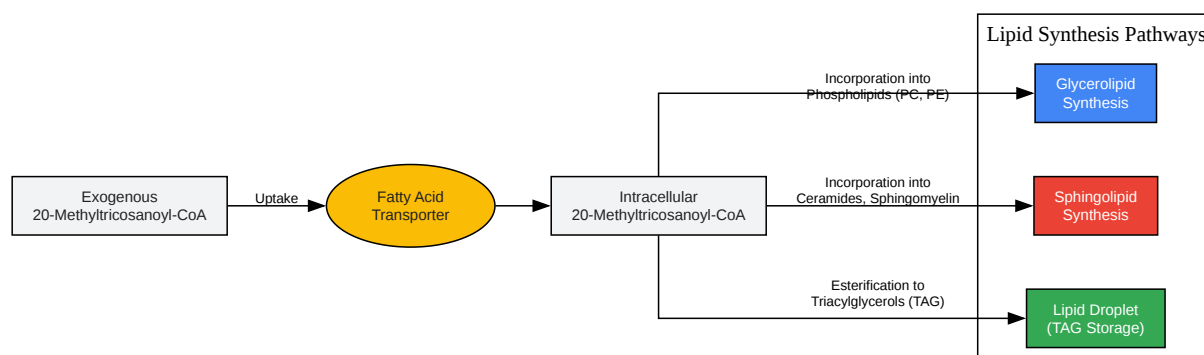 Lipid Synthesis Pathways
Incorporation into
Phospholipids (PC, PE)
Glycerolipid
Synthesis
Exogenous
20-Methyltricosanoyl-CoA
Uptake
Fatty Acid
Transporter
Intracellular
20-Methyltricosanoyl-CoA
Incorporation into
Ceramides, Sphingomyelin
Sphingolipid
Synthesis
Esterification to
Triacylglycerols (TAG)
Lipid Droplet
(TAG Storage)